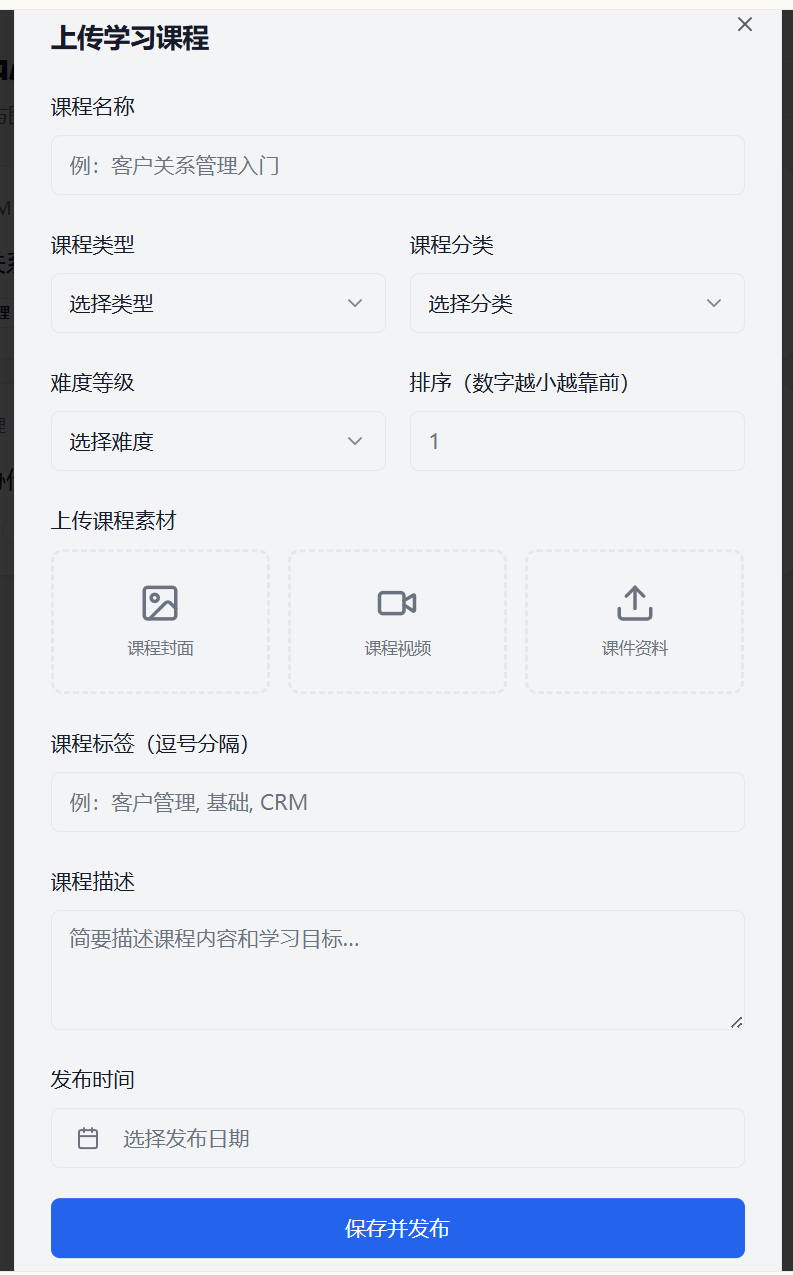 上传学习课程
课程名称
例：客户关系管理入门
课程类型
课程分类
选择类型
选择分类
难度等级
排序（数字越小越靠前）
选择难度
1
上传课程素材
课程封面
课程视频
课件资料
课程标签（逗号分隔）
例：客户管理, 基础, CRM
课程描述
简要描述课程内容和学习目标...
发布时间
选择发布日期
保存并发布